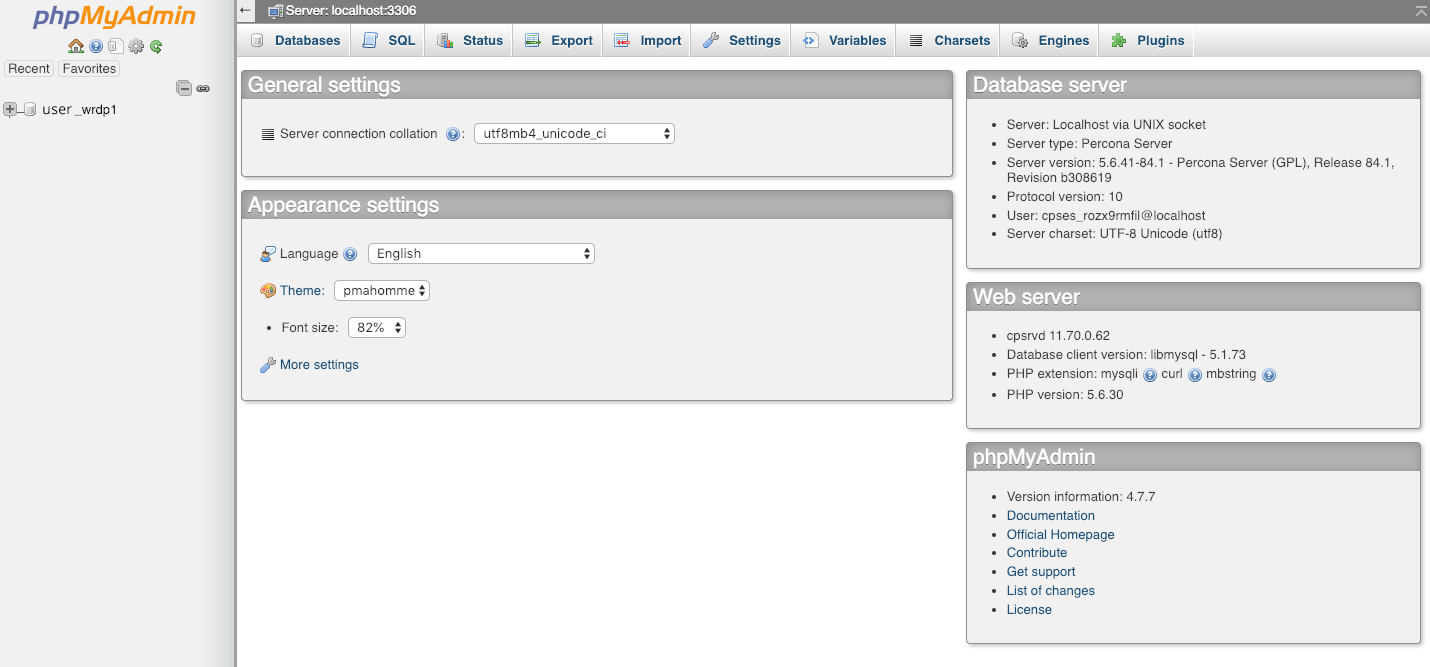 phpMyAdmin
Recent Favorites
user _wrdp1
Server: localhost:3306
Databases SQL Status Export Import Settings Variables Charsets Engines Plugins
General settings
Server connection collation : utf8mb4_unicode_ci
Appearance settings
Language English
Theme: pmahomme
• Font size: 82%
More settings
Database server
• Server: Localhost via UNIX socket
• Server type: Percona Server
• Server version: 5.6.41-84.1 - Percona Server (GPL), Release 84.1,
Revision b308619
• Protocol version: 10
• User: cpses_rozx9rmfil@localhost
• Server charset: UTF-8 Unicode (utf8)
Web server
• cpsrvd 11.70.0.62
• Database client version: libmysql - 5.1.73
• PHP extension: mysqli curl mbstring
• PHP version: 5.6.30
phpMyAdmin
• Version information: 4.7.7
• Documentation
• Official Homepage
• Contribute
• Get support
• List of changes
• License